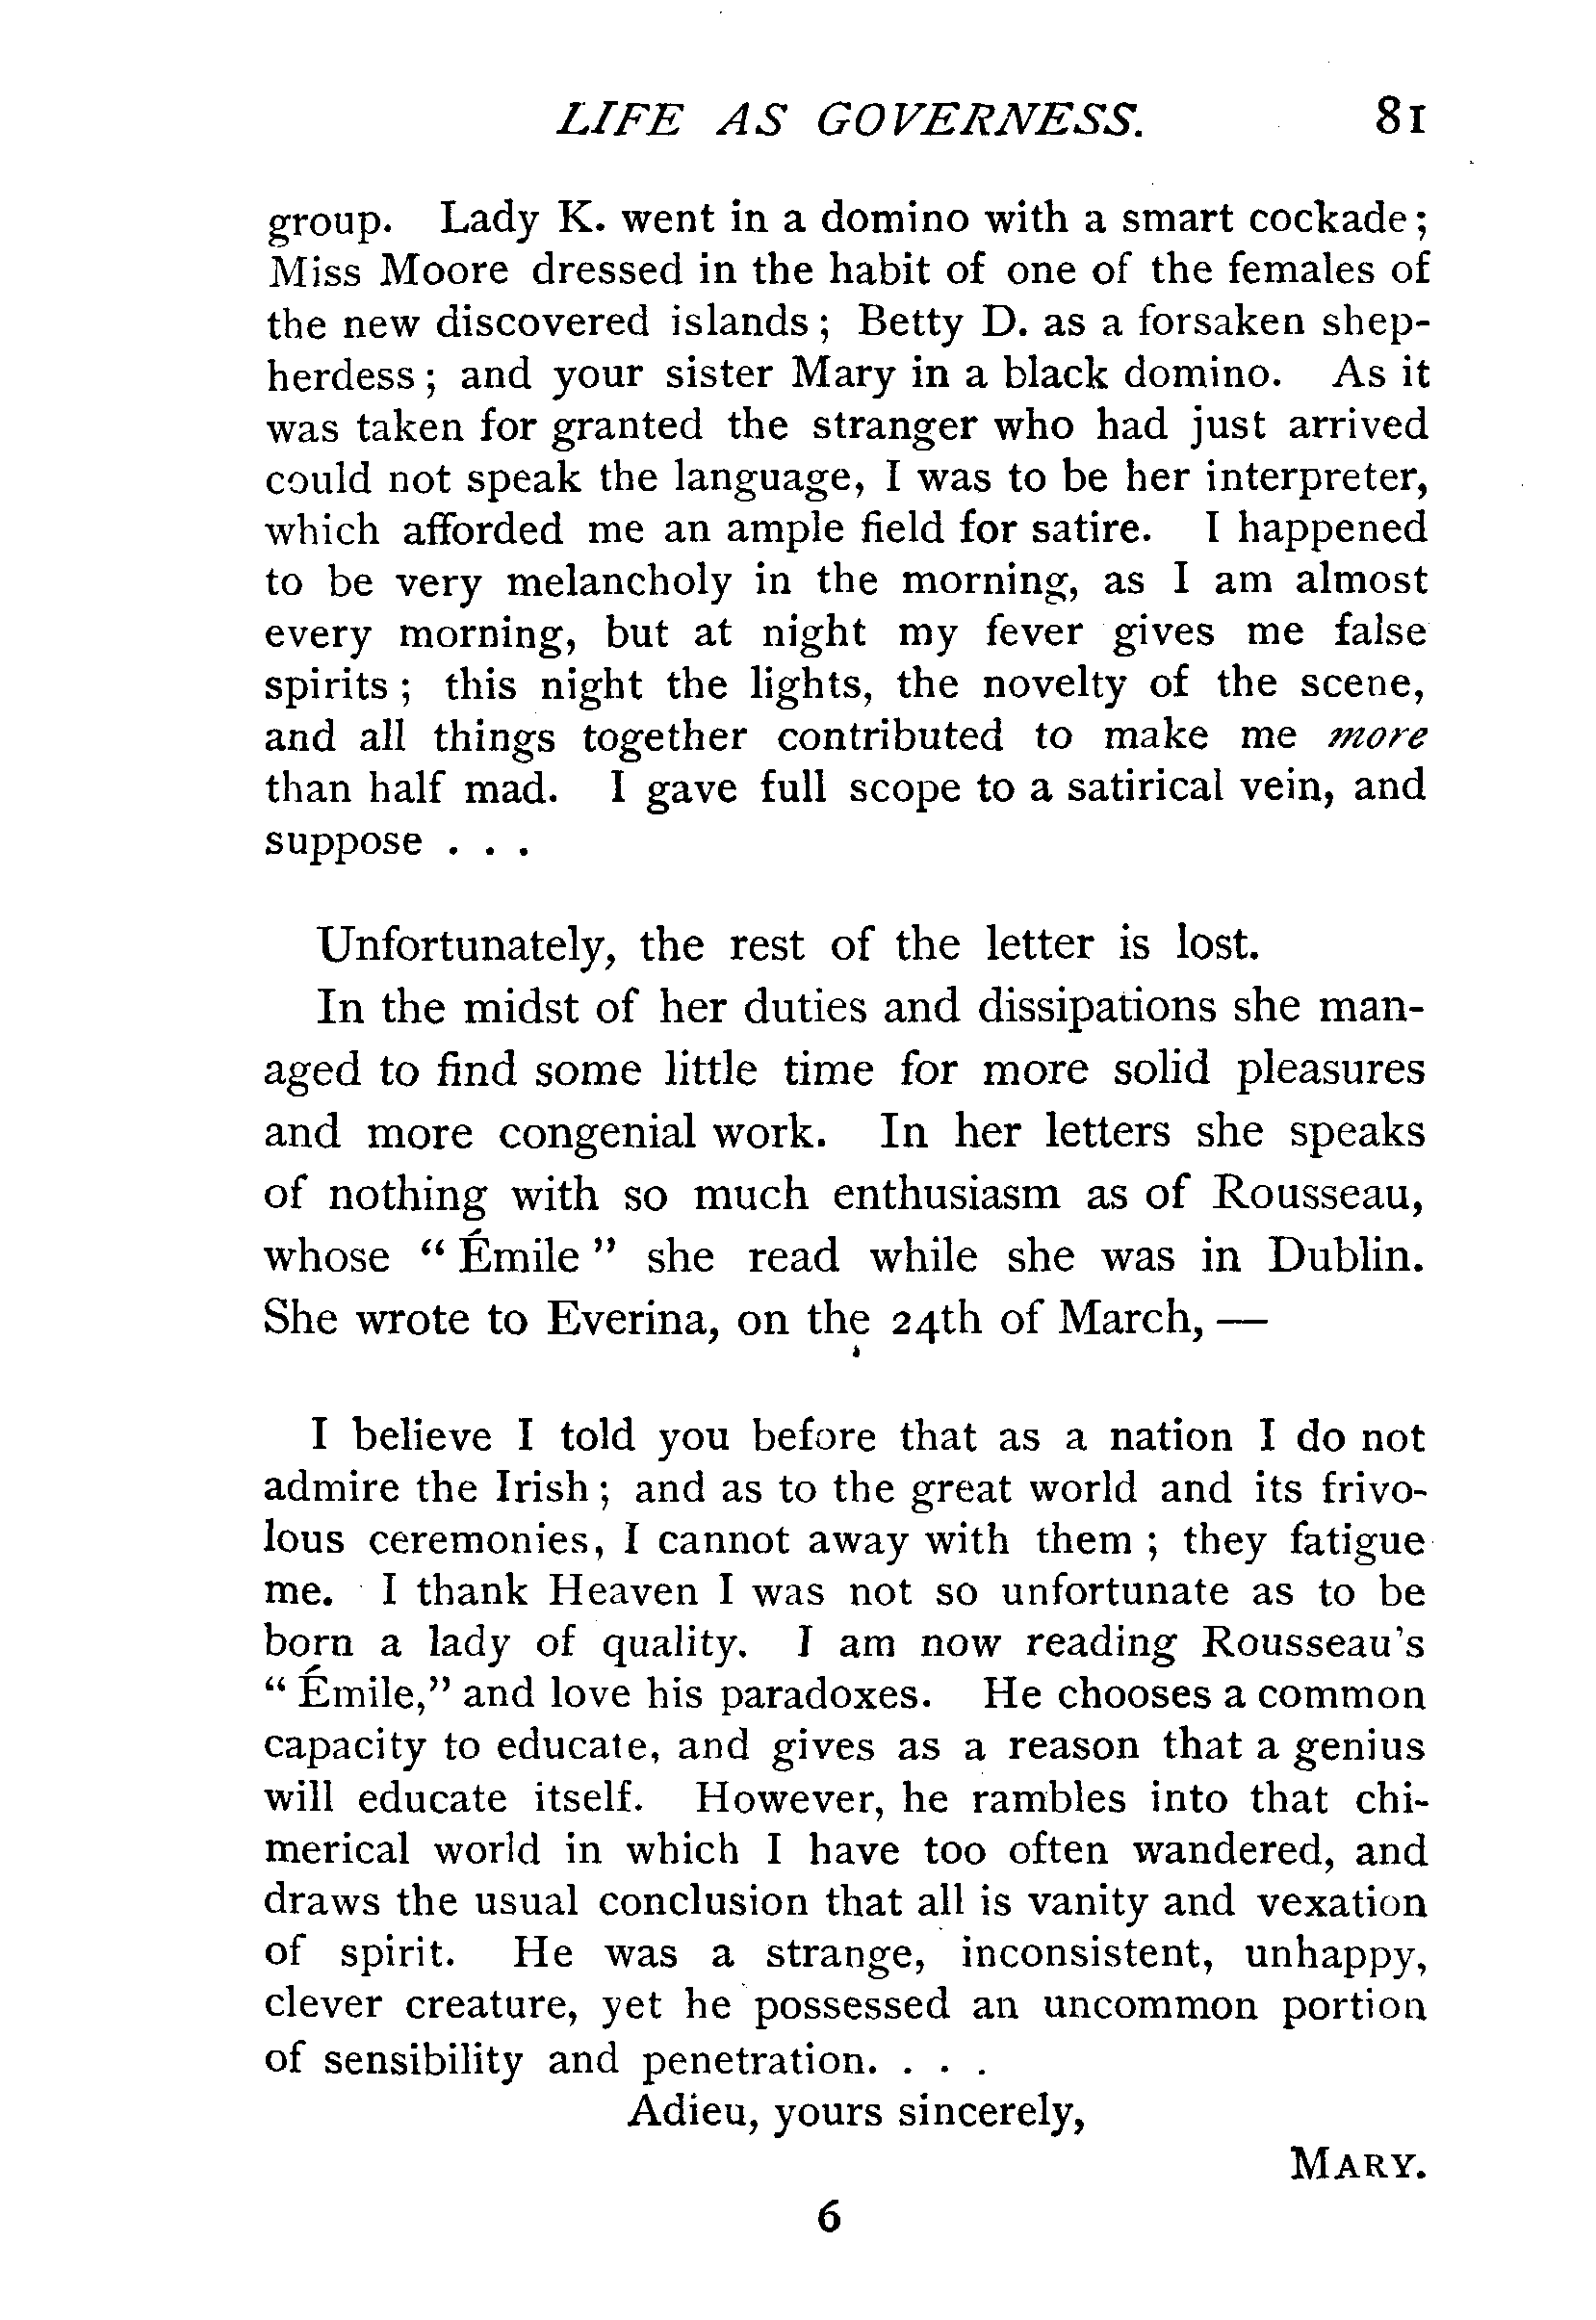 LIFE AS GOVERNESS. 81
group. Lady K. went in a domino with a smart cockade;
Miss Moore dressed in the habit of one of the females of
the new discovered islands; Betty D. as a forsaken shep-
herdess; and your sister Mary in a black domino. As it
was taken for granted the stranger who had just arrived
could not speak the language, I was to be her interpreter,
which afforded me an ample field for satire. I happened
to be very melancholy in the morning, as I am almost
every morning, but at night my fever gives me false
spirits; this night the lights, the novelty of the scene,
and all things together contributed to make me more
than half mad. I gave full scope to a satirical vein, and
suppose . . .
Unfortunately, the rest of the letter is lost.
In the midst of her duties and dissipations she man-
aged to find some little time for more solid pleasures
and more congenial work. In her letters she speaks
of nothing with so much enthusiasm as of Rousseau,
whose “Émile” she read while she was in Dublin.
She wrote to Everina, on the 24th of March, —
I believe I told you before that as a nation I do not
admire the Irish; and as to the great world and its frivo-
lous ceremonies, I cannot away with them; they fatigue
me. I thank Heaven I was not so unfortunate as to be
born a lady of quality. I am now reading Rousseau's
“Émile,” and love his paradoxes. He chooses a common
capacity to educate, and gives as a reason that a genius
will educate itself. However, he rambles into that chi-
merical world in which I have too often wandered, and
draws the usual conclusion that all is vanity and vexation
of spirit. He was a strange, inconsistent, unhappy,
clever creature, yet he possessed an uncommon portion
of sensibility and penetration. . . .
Adieu, yours sincerely,
MARY.
6